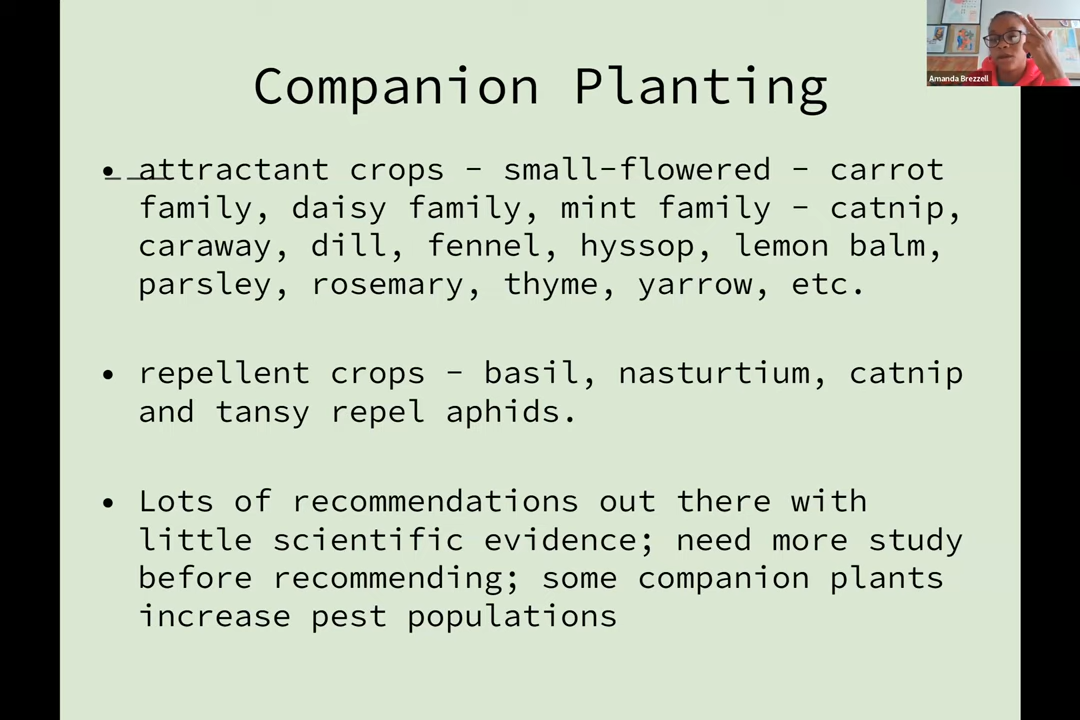 Companion Planting
Amanda Brezzell
• attractant crops – small-flowered – carrot
family, daisy family, mint family – catnip,
caraway, dill, fennel, hyssop, lemon balm,
parsley, rosemary, thyme, yarrow, etc.
• repellent crops – basil, nasturtium, catnip
and tansy repel aphids.
• Lots of recommendations out there with
little scientific evidence; need more study
before recommending; some companion plants
increase pest populations